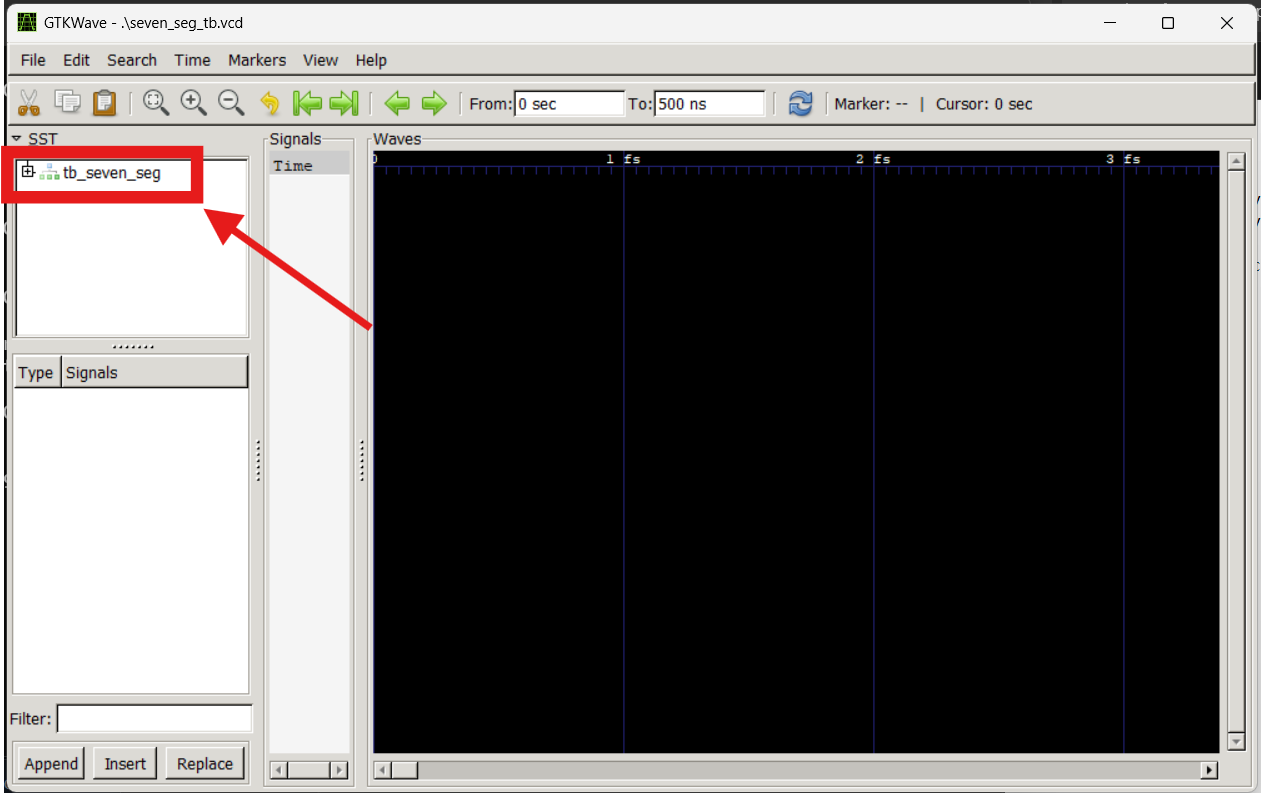 GTKWave - .\seven_seg_tb.vcd
File Edit Search Time Markers View Help
From: 0 sec To: 500 ns Marker: -- | Cursor: 0 sec
SST
tb_seven_seg
Type Signals
Filter:
Append Insert Replace
Signals
Time
Waves
0 1 fs 2 fs 3 fs